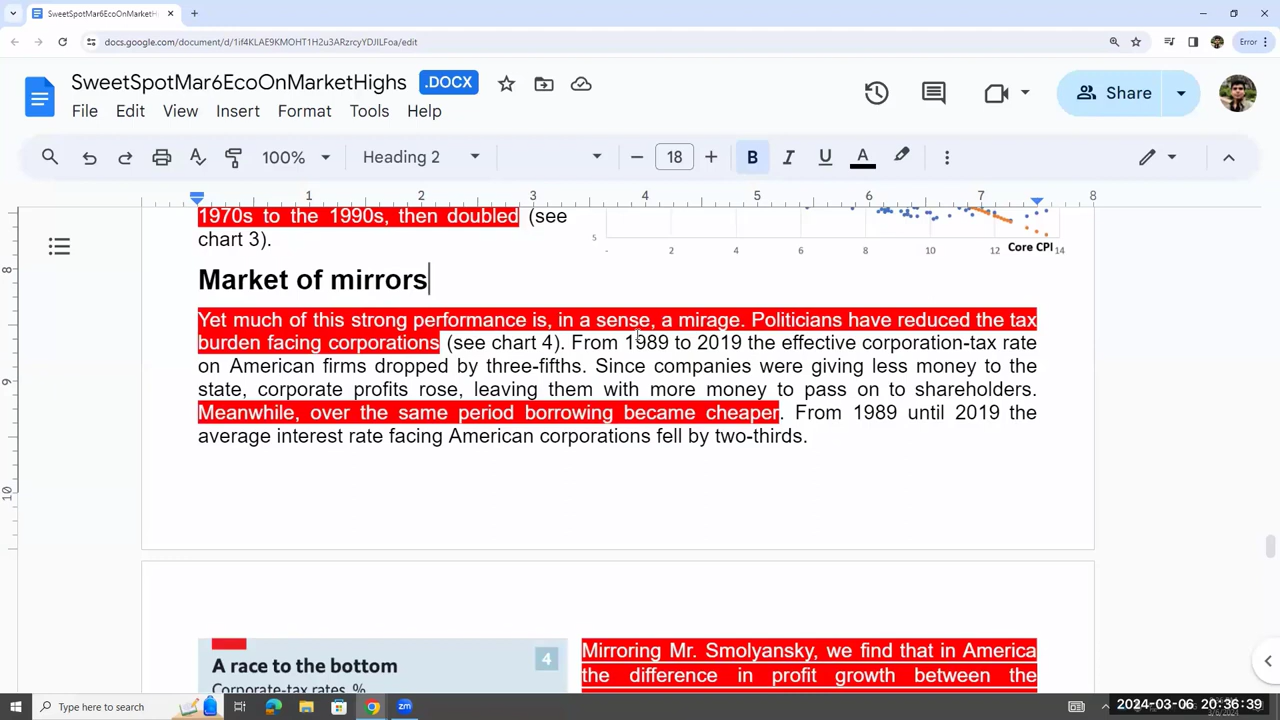 SweetSpotMar6EcoOnMarketHi
docs.google.com/document/d/1if4KLAE9KMOHT1H2u3ARzrcyYDJILFoa/edit
Error
SweetSpotMar6EcoOnMarketHighs .DOCX
File Edit View Insert Format Tools Help
Share
100% Heading 2 18 B I U A
1 2 3 4 5 6 7 8
1970s to the 1990s, then doubled (see
chart 3).
5
- 2 4 6 8 10 12 Core CPI 14
Market of mirrors
Yet much of this strong performance is, in a sense, a mirage. Politicians have reduced the tax
burden facing corporations (see chart 4). From 1989 to 2019 the effective corporation-tax rate
on American firms dropped by three-fifths. Since companies were giving less money to the
state, corporate profits rose, leaving them with more money to pass on to shareholders.
Meanwhile, over the same period borrowing became cheaper. From 1989 until 2019 the
average interest rate facing American corporations fell by two-thirds.
8
9
10
A race to the bottom 4
Corporate-tax rates, %
Mirroring Mr. Smolyansky, we find that in America
the difference in profit growth between the
Type here to search
2024-03-06 20:36:39